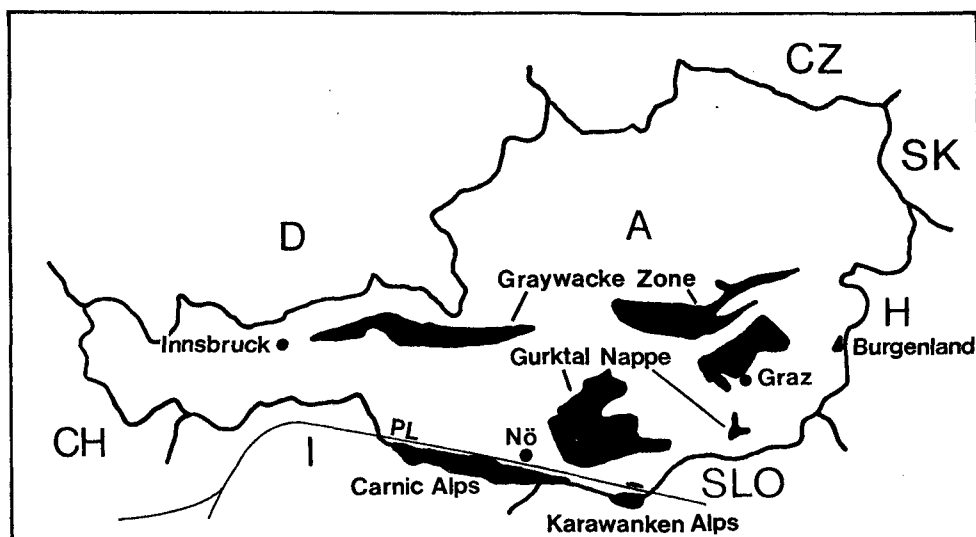 CZ
SK
D
A
Graywacke Zone
H
Innsbruck
Burgenland
Gurktal Nappe
Graz
CH
I
PL
Nö
SLO
Carnic Alps
Karawanken Alps